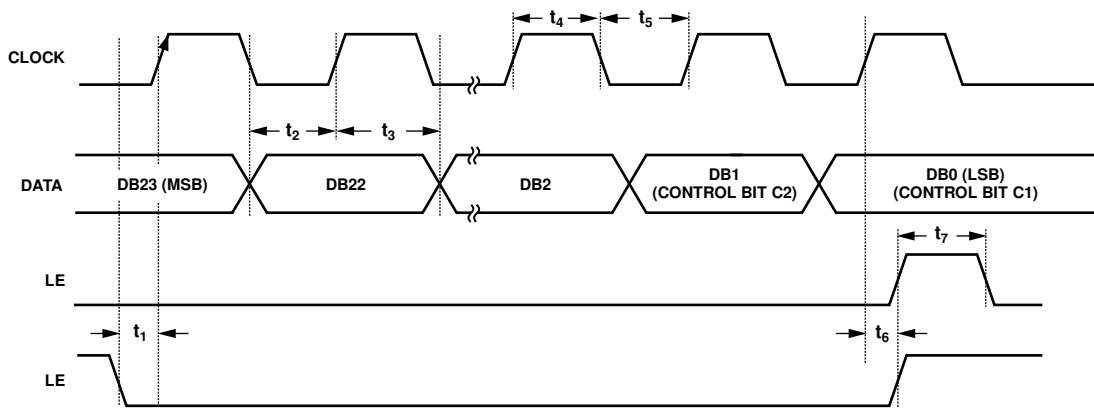 t4 t5
CLOCK
t2 t3
DATA DB23 (MSB) DB22 DB2 DB1 (CONTROL BIT C2) DB0 (LSB) (CONTROL BIT C1)
t7
LE
t1 t6
LE